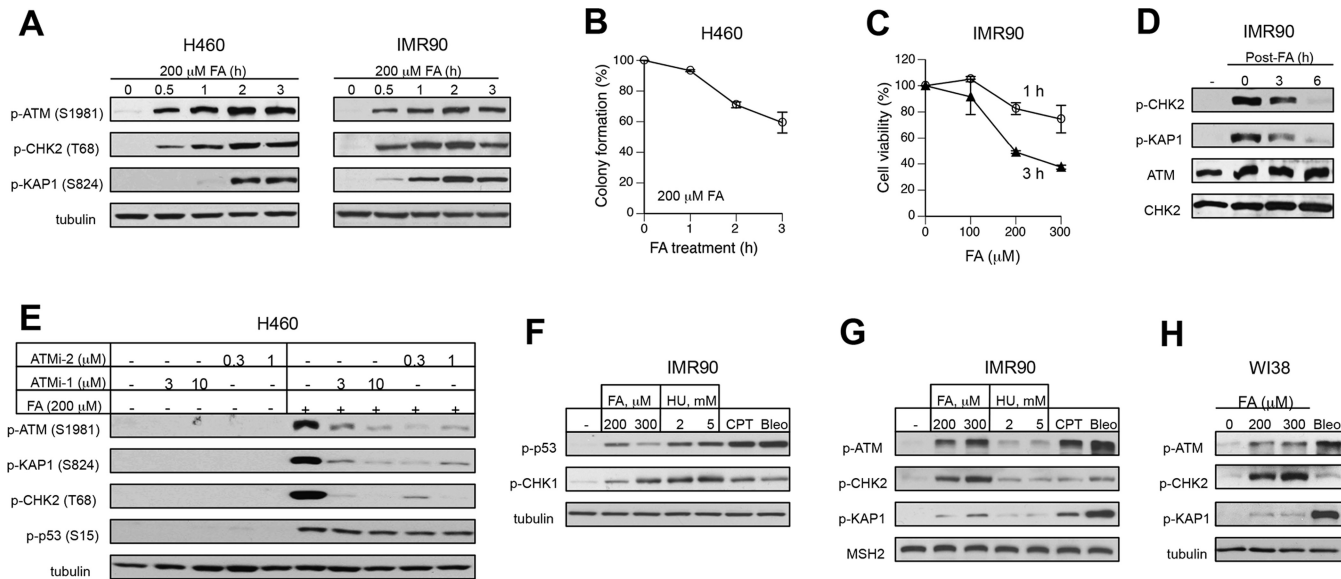 A
H460
200 μM FA (h)
0 0.5 1 2 3
IMR90
200 μM FA (h)
0 0.5 1 2 3
p-ATM (S1981)
p-CHK2 (T68)
p-KAP1 (S824)
tubulin
B
H460
Colony formation (%)
100
80
60
40
20
0
200 μM FA
0 1 2 3
FA treatment (h)
C
IMR90
Cell viability (%)
120
100
80
60
40
20
0
1 h
3 h
0 100 200 300
FA (μM)
D
IMR90
Post-FA (h)
- 0 3 6
p-CHK2
p-KAP1
ATM
CHK2
E
H460
ATMi-2 (μM) - - - 0.3 1 - - - 0.3 1
ATMi-1 (μM) - 3 10 - - - 3 10 - -
FA (200 μM) - - - - - + + + + +
p-ATM (S1981)
p-KAP1 (S824)
p-CHK2 (T68)
p-p53 (S15)
tubulin
F
IMR90
FA, μM HU, mM
- 200 300 2 5 CPT Bleo
p-p53
p-CHK1
tubulin
G
IMR90
FA, μM HU, mM
- 200 300 2 5 CPT Bleo
p-ATM
p-CHK2
p-KAP1
MSH2
H
WI38
FA (μM)
0 200 300 Bleo
p-ATM
p-CHK2
p-KAP1
tubulin